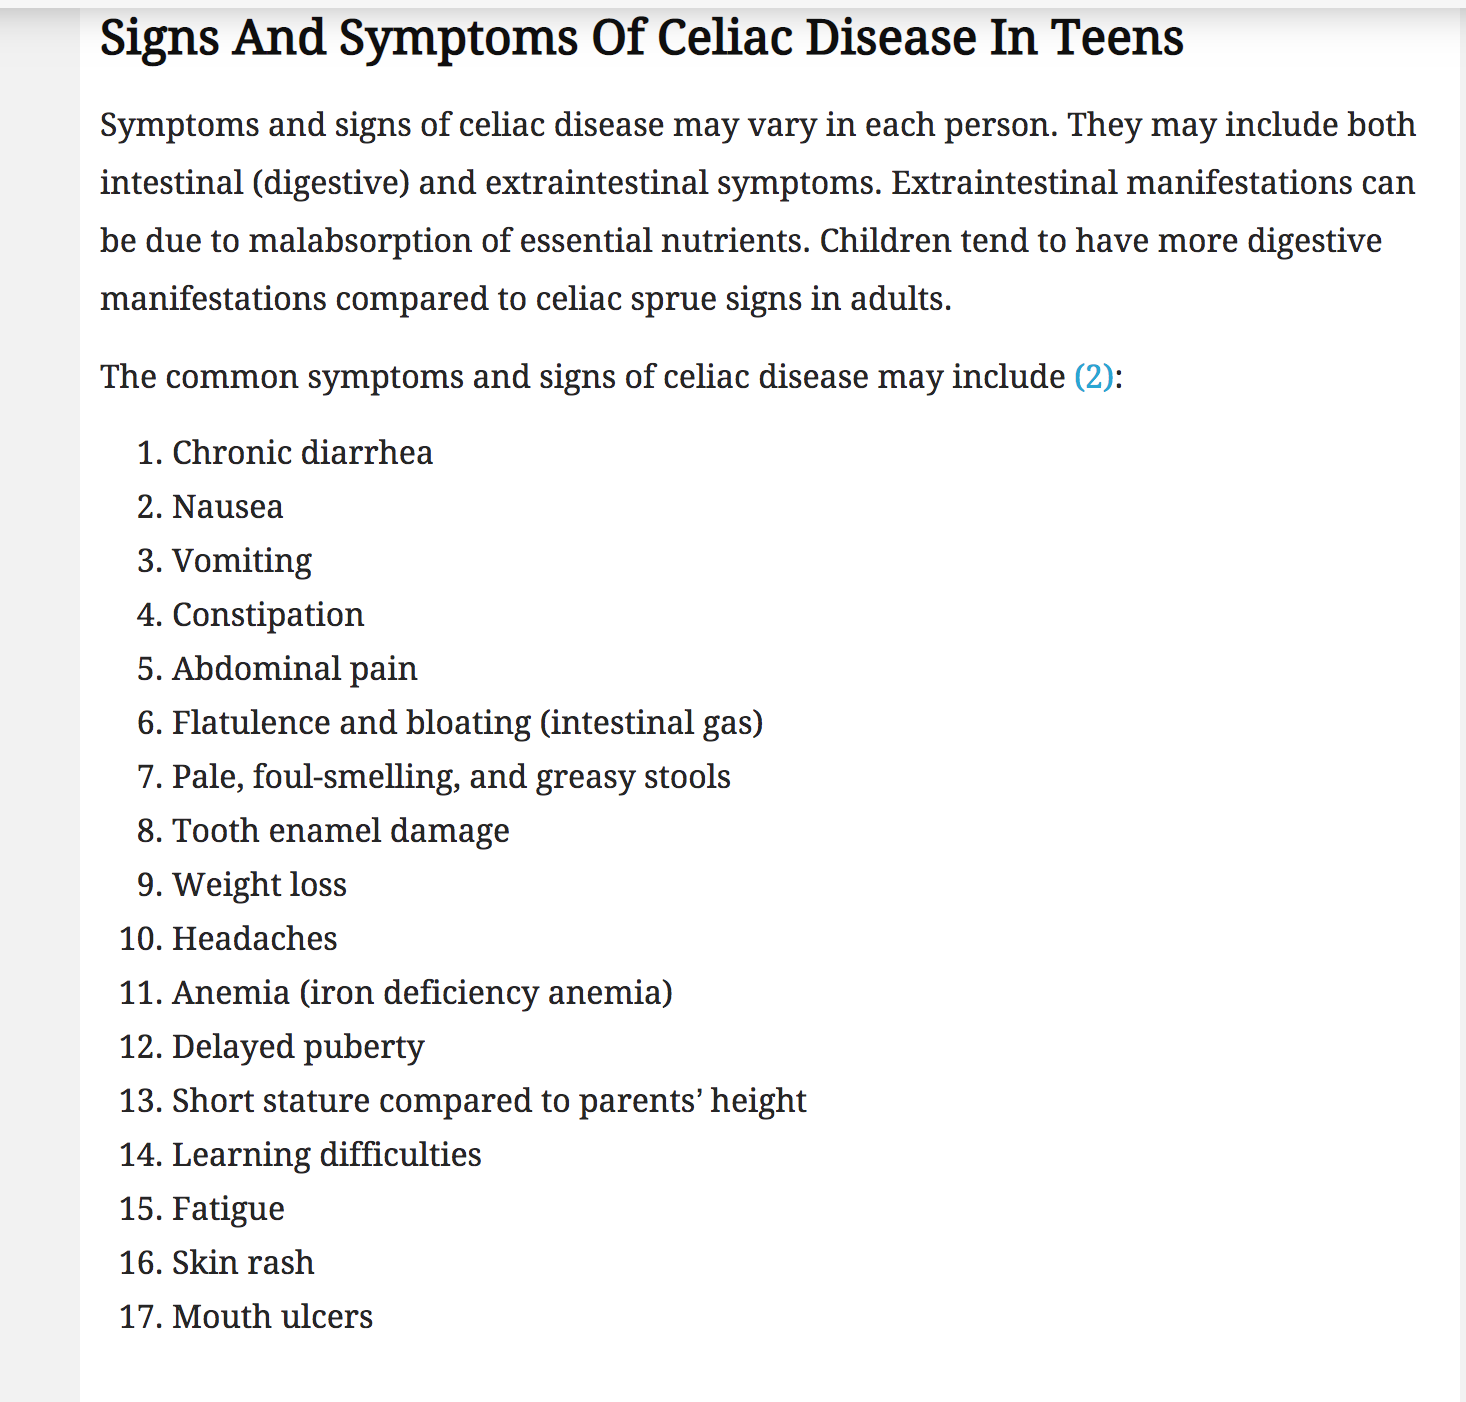 Signs And Symptoms Of Celiac Disease In Teens
Symptoms and signs of celiac disease may vary in each person. They may include both
intestinal (digestive) and extraintestinal symptoms. Extraintestinal manifestations can
be due to malabsorption of essential nutrients. Children tend to have more digestive
manifestations compared to celiac sprue signs in adults.
The common symptoms and signs of celiac disease may include (2):
1. Chronic diarrhea
2. Nausea
3. Vomiting
4. Constipation
5. Abdominal pain
6. Flatulence and bloating (intestinal gas)
7. Pale, foul-smelling, and greasy stools
8. Tooth enamel damage
9. Weight loss
10. Headaches
11. Anemia (iron deficiency anemia)
12. Delayed puberty
13. Short stature compared to parents’ height
14. Learning difficulties
15. Fatigue
16. Skin rash
17. Mouth ulcers